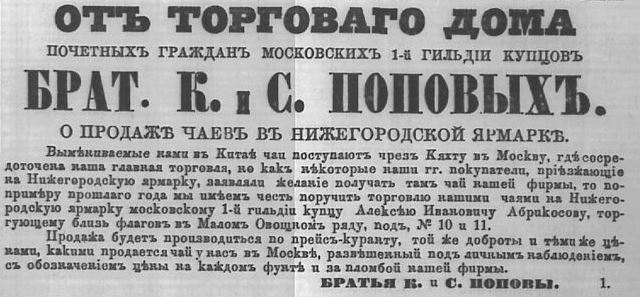 ОТЪ ТОРГОВАГО ДОМА
ПОЧЕТНЫХЪ ГРАЖДАНЪ МОСКОВСКИХЪ 1-й ГИЛЬДІИ КУПЦОВЪ
БРАТ. К. и С. ПОПОВЫХЪ.
О ПРОДАЖѢ ЧАЕВЪ ВЪ НИЖЕГОРОДСКОЙ ЯРМАРКѢ.
Вымѣниваемые нами въ Китаѣ чаи поступаютъ чрезъ Кяхту въ Москву, гдѣ сосре-
доточена наша главная торговля, но какъ нѣкоторые наши гг. покупатели, пріѣзжающіе
на Нижегородскую ярмарку, заявляли желаніе получать тамъ чай нашей фирмы, то по-
примѣру прошлаго года мы имѣемъ честь поручить торговлю нашими чаями на Нижего-
родскую ярмарку московскому 1-й гильдіи купцу Алексѣю Ивановичу Абрикосову, тор-
гующему близь флаговъ въ Маломъ Овощномъ ряду, подъ, № 10 и 11.
Продажа будетъ производиться по прейсъ-куранту, той же доброты и тѣми же цѣ-
нами, какими продается чай у насъ въ Москвѣ, развѣшенный подъ личнымъ наблюденіемъ,
съ обозначеніемъ цѣны на каждомъ фунтѣ и за пломбой нашей фирмы.
БРАТЬЯ К. и С. ПОПОВЫ. 1.